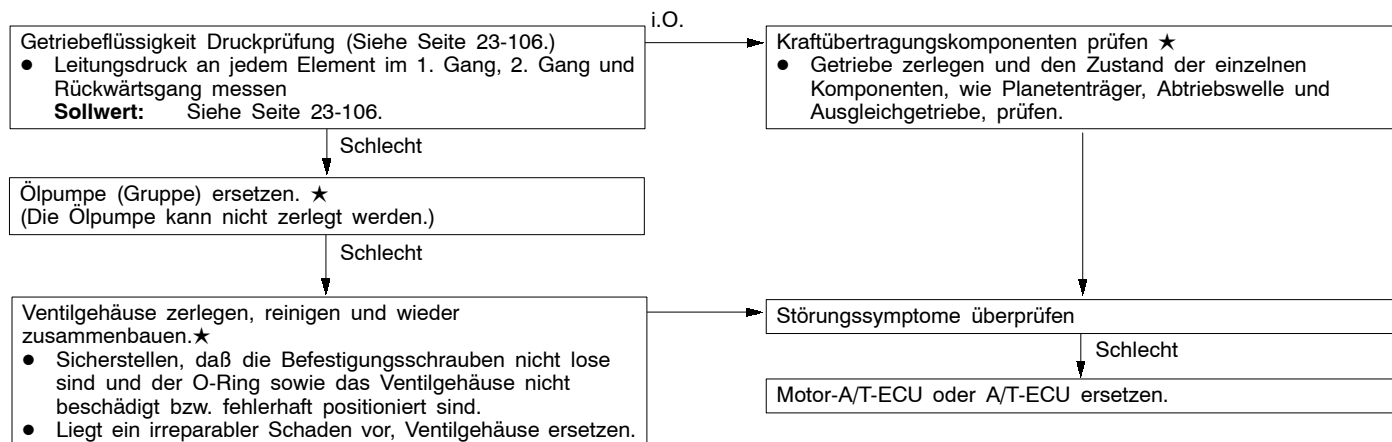 i.O.
Getriebeflüssigkeit Druckprüfung (Siehe Seite 23-106.)
● Leitungsdruck an jedem Element im 1. Gang, 2. Gang und
Rückwärtsgang messen
Sollwert: Siehe Seite 23-106.
Kraftübertragungskomponenten prüfen ★
● Getriebe zerlegen und den Zustand der einzelnen
Komponenten, wie Planetenträger, Abtriebswelle und
Ausgleichgetriebe, prüfen.
Schlecht
Ölpumpe (Gruppe) ersetzen. ★
(Die Ölpumpe kann nicht zerlegt werden.)
Schlecht
Ventilgehäuse zerlegen, reinigen und wieder
zusammenbauen.★
● Sicherstellen, daß die Befestigungsschrauben nicht lose
sind und der O-Ring sowie das Ventilgehäuse nicht
beschädigt bzw. fehlerhaft positioniert sind.
● Liegt ein irreparabler Schaden vor, Ventilgehäuse ersetzen.
Störungssymptome überprüfen
Schlecht
Motor-A/T-ECU oder A/T-ECU ersetzen.